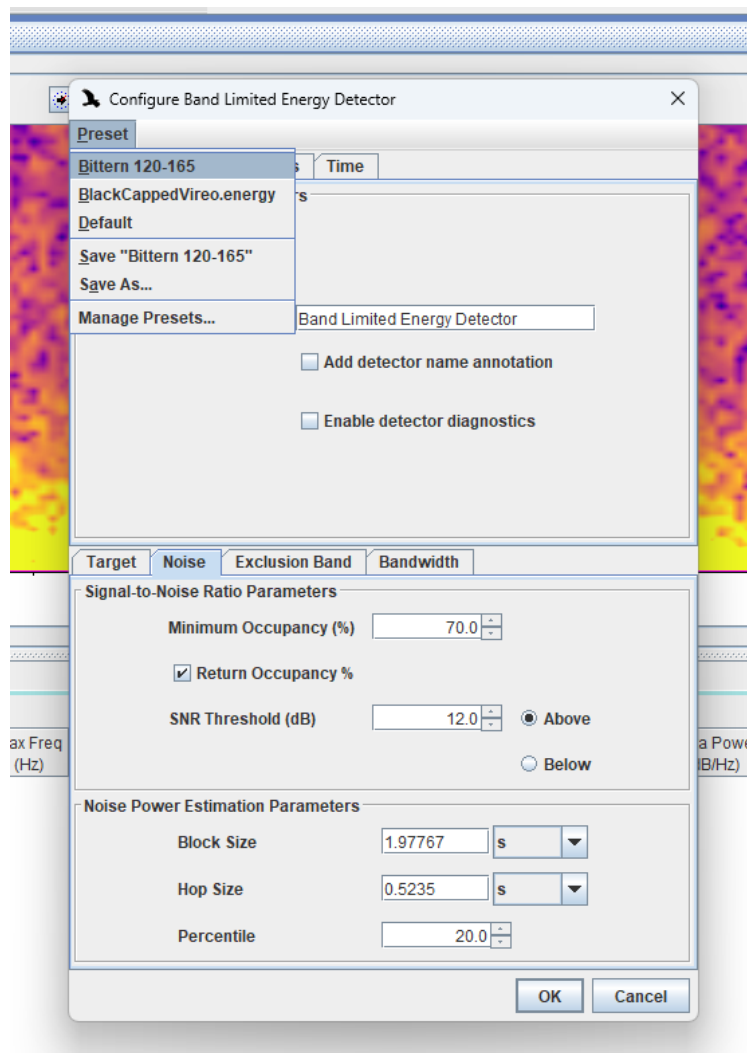 Configure Band Limited Energy Detector
Preset
Bittern 120-165
s Time
BlackCappedVireo.energy
rs
Default
Save "Bittern 120-165"
Save As...
Manage Presets...
Band Limited Energy Detector
Add detector name annotation
Enable detector diagnostics
Target Noise Exclusion Band Bandwidth
Signal-to-Noise Ratio Parameters
Minimum Occupancy (%) 70.0
Return Occupancy %
SNR Threshold (dB) 12.0 Above
Below
ax Freq
(Hz)
a Powe
dB/Hz)
Noise Power Estimation Parameters
Block Size 1.97767 s
Hop Size 0.5235 s
Percentile 20.0
OK Cancel